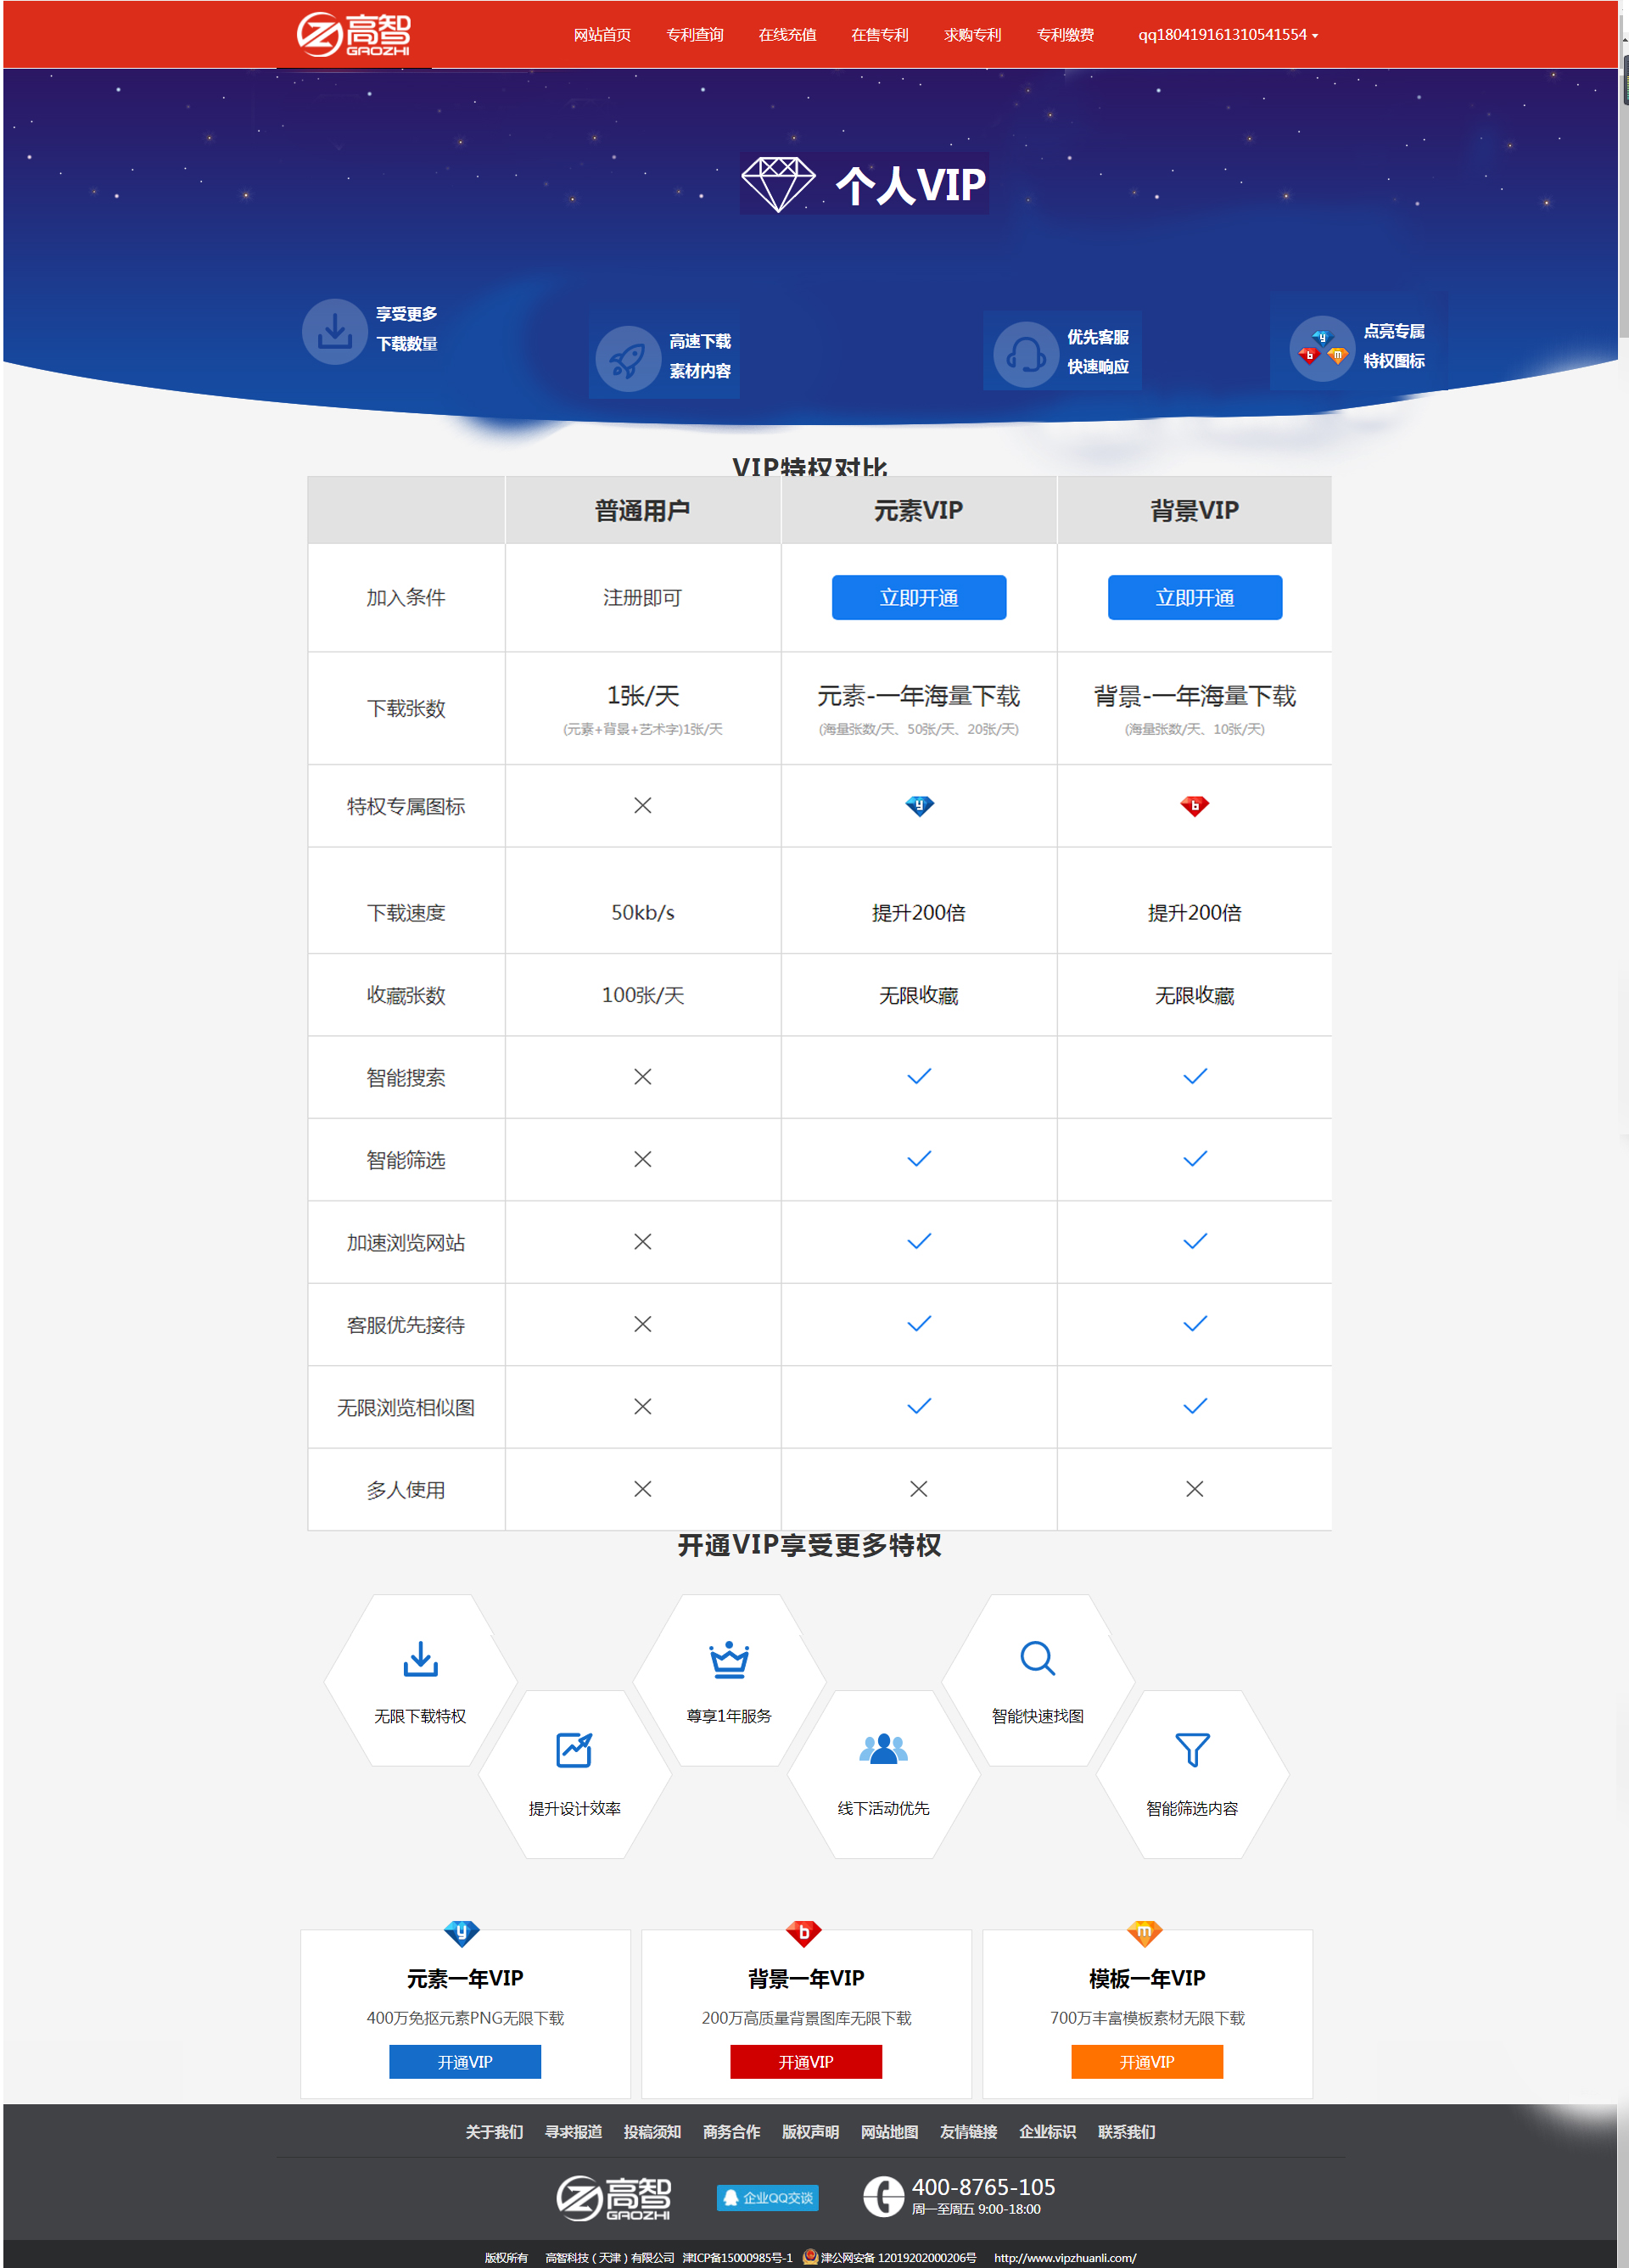 高智
GAOZHI
网站首页 专利查询 在线充值 在售专利 求购专利 专利缴费 qq180419161310541554
个人VIP
享受更多
下载数量
高速下载
素材内容
优先客服
快速响应
点亮专属
特权图标
y
b m
VIP特权对比
普通用户 元素VIP 背景VIP
加入条件 注册即可 立即开通 立即开通
下载张数 1张/天 元素-一年海量下载 背景-一年海量下载
(元素+背景+艺术字)1张/天 (海量张数/天、50张/天、20张/天) (海量张数/天、10张/天)
特权专属图标 y b
下载速度 50kb/s 提升200倍 提升200倍
收藏张数 100张/天 无限收藏 无限收藏
智能搜索
智能筛选
加速浏览网站
客服优先接待
无限浏览相似图
多人使用
开通VIP享受更多特权
无限下载特权 尊享1年服务 智能快速找图
提升设计效率 线下活动优先 智能筛选内容
y b m
元素一年VIP 背景一年VIP 模板一年VIP
400万免抠元素PNG无限下载 200万高质量背景图库无限下载 700万丰富模板素材无限下载
开通VIP 开通VIP 开通VIP
关于我们 寻求报道 投稿须知 商务合作 版权声明 网站地图 友情链接 企业标识 联系我们
高智
GAOZHI
企业QQ交谈
400-8765-105
周一至周五 9:00-18:00
版权所有 高智科技（天津）有限公司 津ICP备15000985号-1 津公网安备 12019202000206号 http://www.vipzhuanli.com/